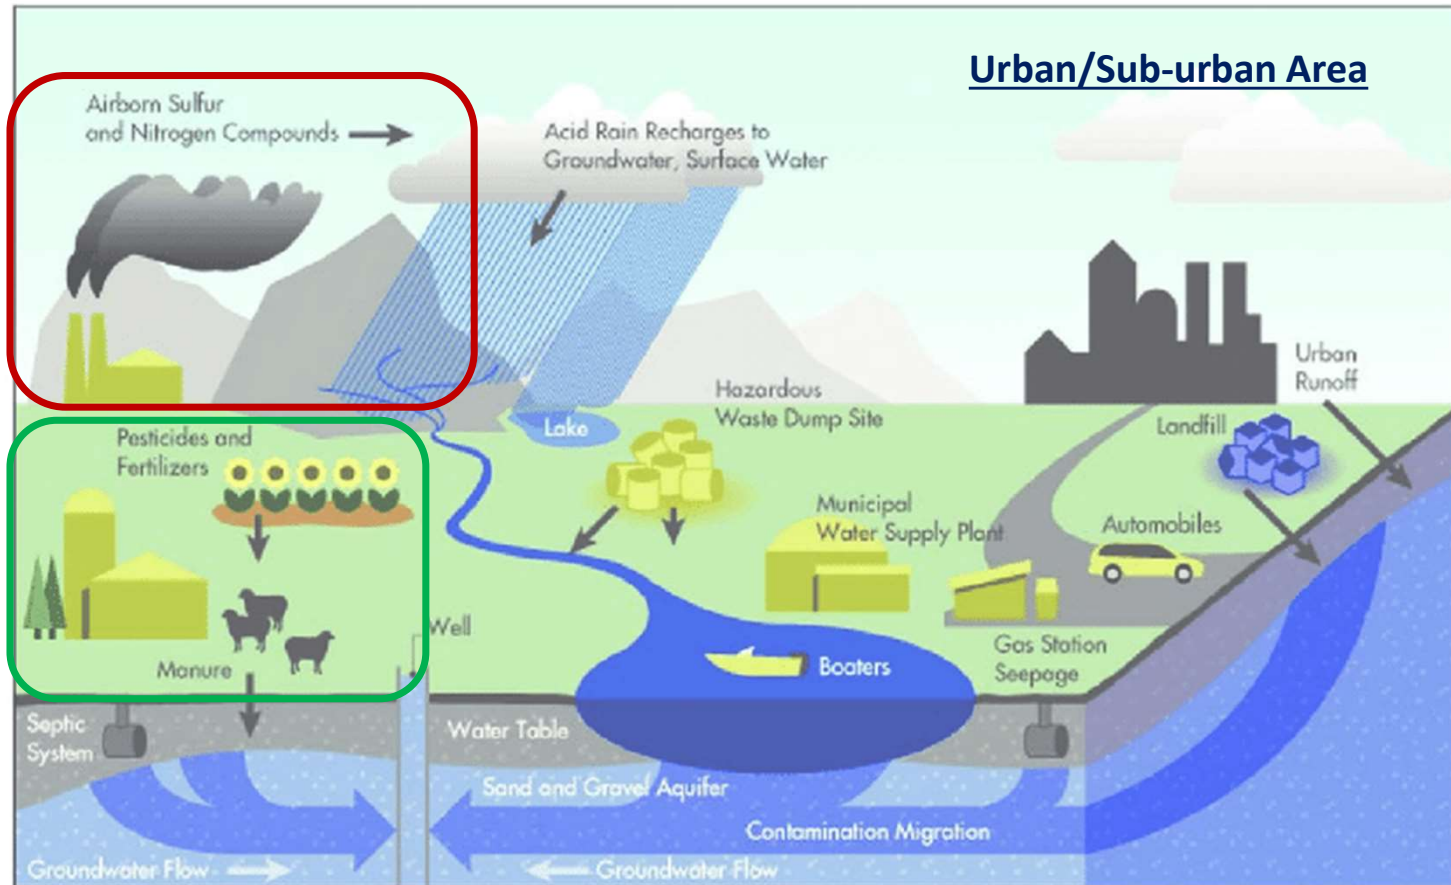 Urban/Sub-urban Area
Airborn Sulfur
and Nitrogen Compounds
Acid Rain Recharges to
Groundwater, Surface Water
Urban
Runoff
Hazardous
Waste Dump Site
Lake
Landfill
Pesticides and
Fertilizers
Municipal
Water Supply Plant
Automobiles
Well
Manure
Boaters
Gas Station
Seepage
Septic
System
Water Table
Sand and Gravel Aquifer
Contamination Migration
Groundwater Flow
Groundwater Flow